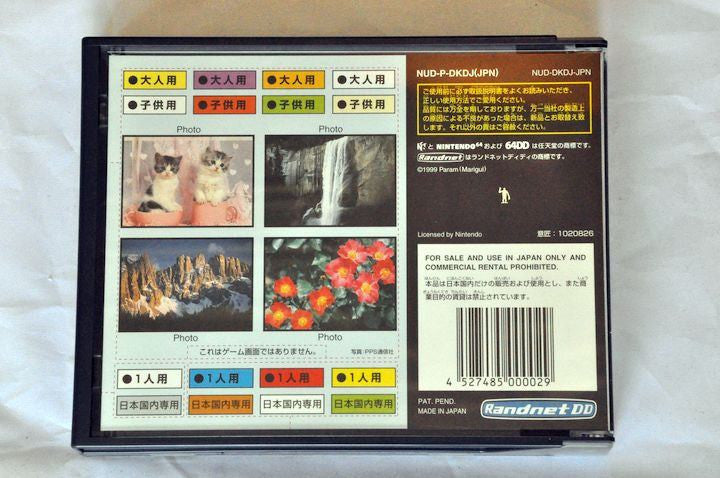 ●大人用 ●大人用 ●大人用 ●大人用
●子供用 ●子供用 ●子供用 ●子供用
Photo Photo
Photo Photo
これはゲーム画面ではありません。 写真：PPS通信社
●1人用 ●1人用 ●1人用 ●1人用
日本国内専用 日本国内専用 日本国内専用 日本国内専用
NUD-P-DKDJ(JPN) NUD-DKDJ-JPN
ご使用前に必ず取扱説明書をよくお読みいただき、
正しい使用方法でご愛用ください。
品質には万全を期しておりますが、万一当社の製造上
の原因による不良があった場合は、新品とお取替え致
します。それ以外の責はご容赦ください。
と NINTENDO64 および 64DD は任天堂の商標です。
Randnet はランドネットディディの商標です。
©1999 Param (Marigul)
Licensed by Nintendo 意匠：1020826
FOR SALE AND USE IN JAPAN ONLY AND
COMMERCIAL RENTAL PROHIBITED.
本品は日本国内だけの販売および使用とし、また商
業目的の賃貸は禁止されています。
4 527485 000029
PAT. PEND.
MADE IN JAPAN
Randnet DD